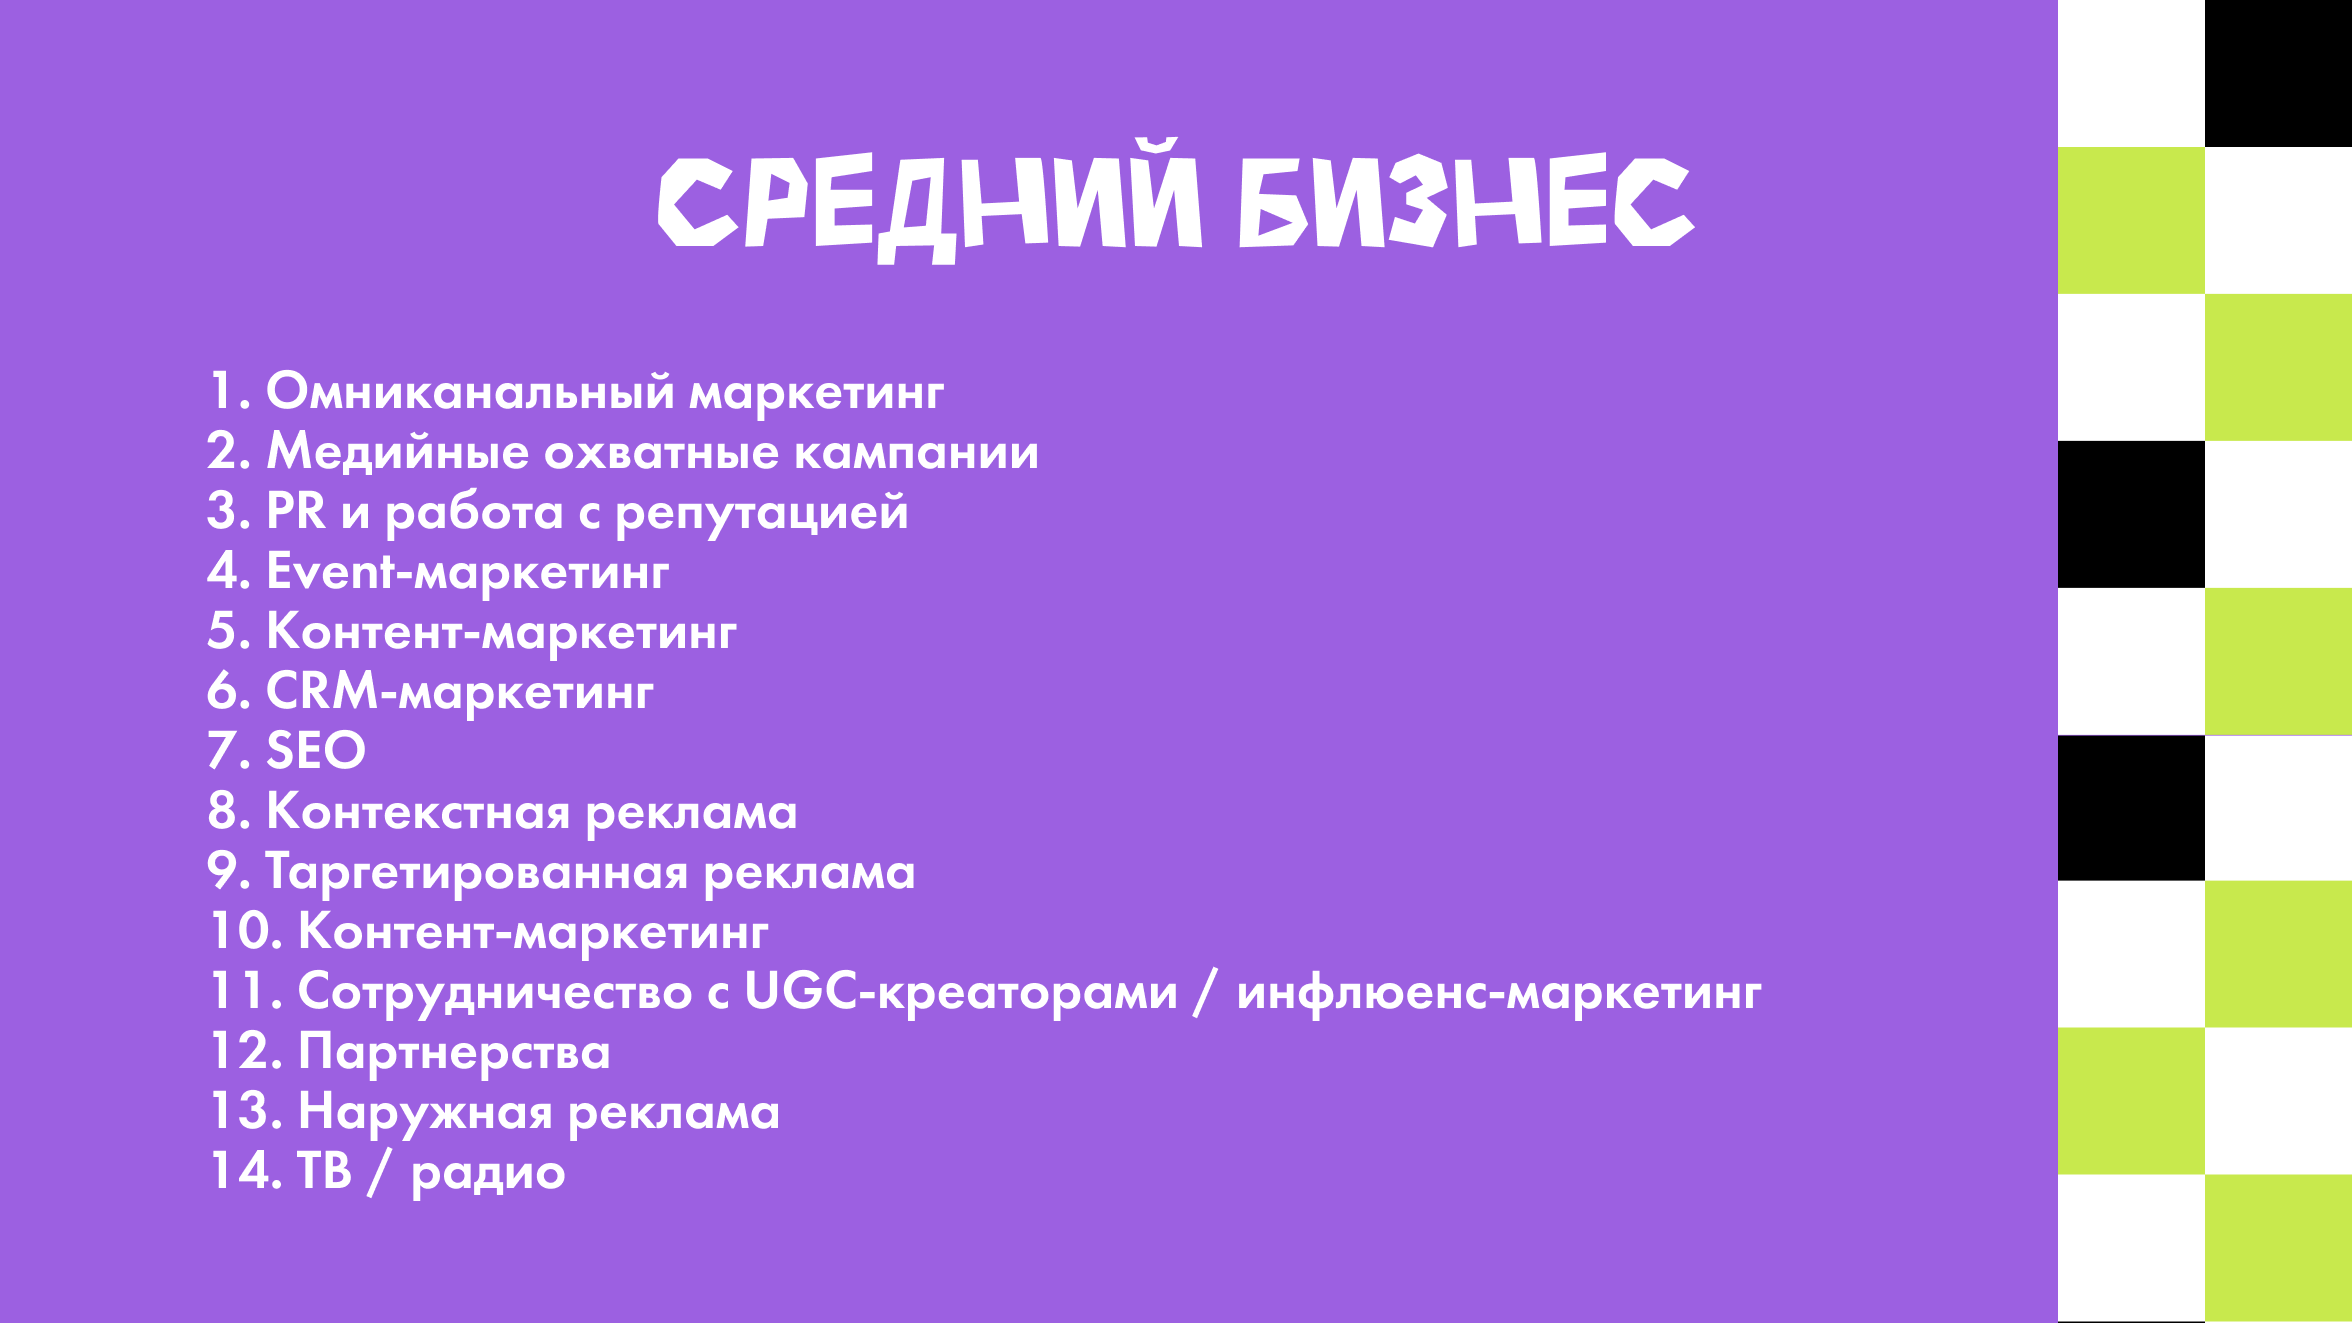 СРЕДНИЙ БИЗНЕС
1. Омниканальный маркетинг
2. Медийные охватные кампании
3. PR и работа с репутацией
4. Event-маркетинг
5. Контент-маркетинг
6. CRM-маркетинг
7. SEO
8. Контекстная реклама
9. Таргетированная реклама
10. Контент-маркетинг
11. Сотрудничество с UGC-креаторами / инфлюенс-маркетинг
12. Партнерства
13. Наружная реклама
14. ТВ / радио